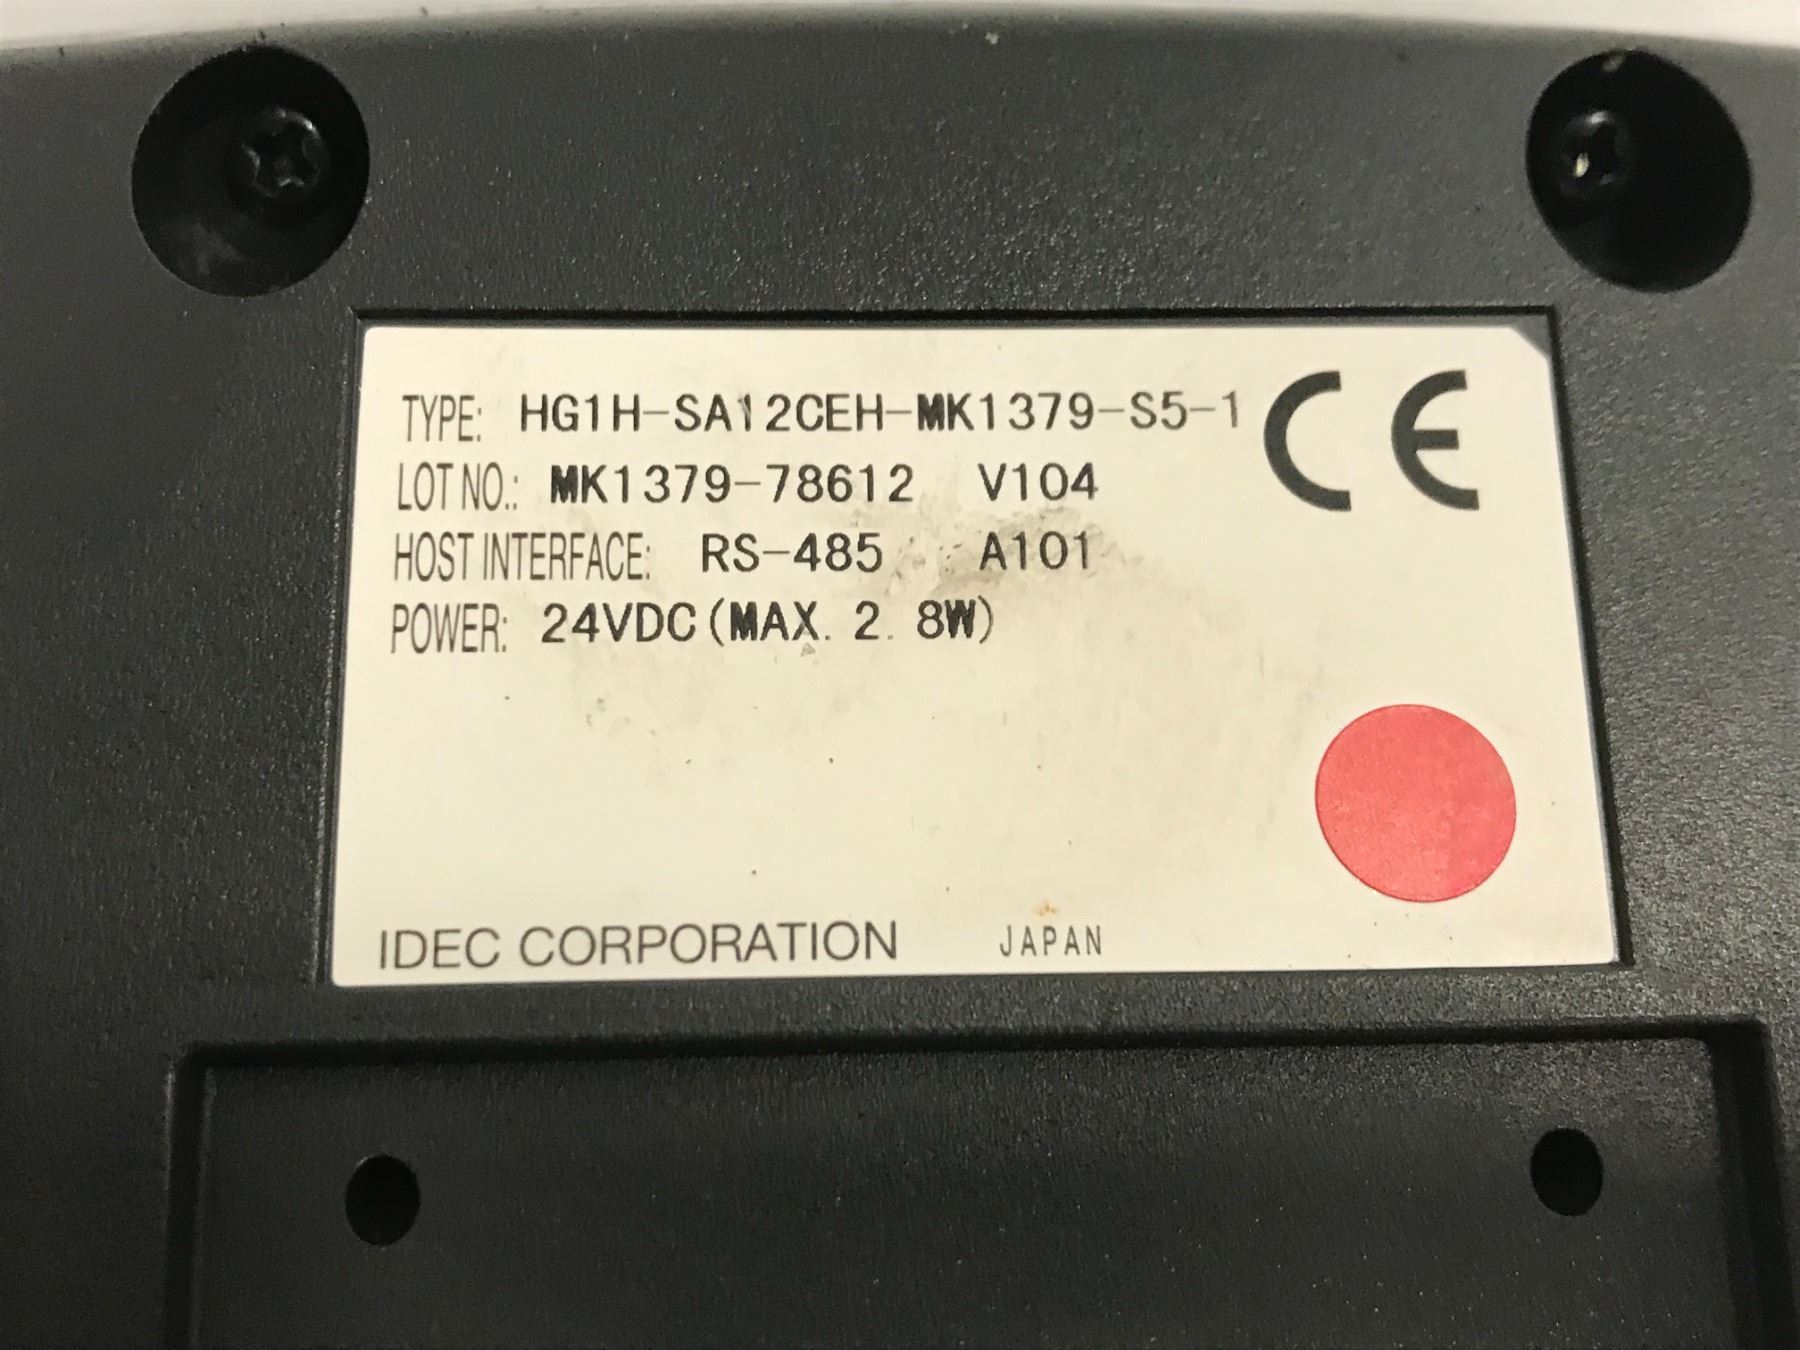 TYPE: HG1H-SA12CEH-MK1379-S5-1 CE
LOT NO.: MK1379-78612 V104
HOST INTERFACE: RS-485 A101
POWER: 24VDC(MAX. 2. 8W)
IDEC CORPORATION JAPAN